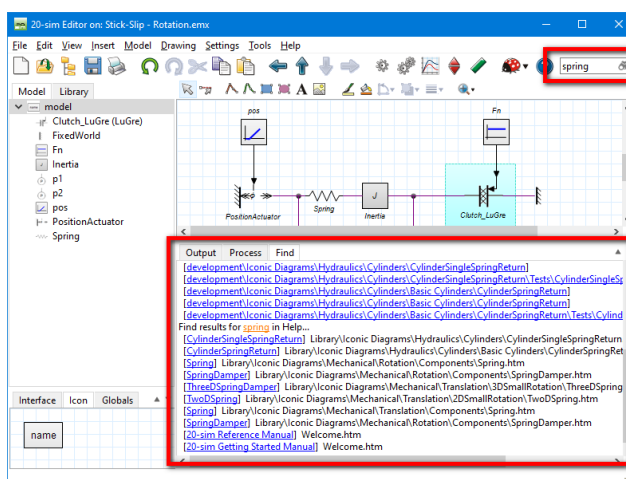 20-sim Editor on: Stick-Slip - Rotation.emx
File Edit View Insert Model Drawing Settings Tools Help
spring
Model Library
model
Clutch_LuGre (LuGre)
FixedWorld
Fn
Inertia
p1
p2
pos
PositionActuator
Spring
pos
Fn
J
PositionActuator
Spring
Inertia
Clutch_LuGre
Output Process Find
[development\Iconic Diagrams\Hydraulics\Cylinders\CylinderSingleSpringReturn]
[development\Iconic Diagrams\Hydraulics\Cylinders\CylinderSingleSpringReturn\Tests\CylinderSingleSp
[development\Iconic Diagrams\Hydraulics\Cylinders\Basic Cylinders\CylinderSpringReturn]
[development\Iconic Diagrams\Hydraulics\Cylinders\Basic Cylinders\CylinderSpringReturn]
[development\Iconic Diagrams\Hydraulics\Cylinders\Basic Cylinders\CylinderSpringReturn\Tests\Cylind
Find results for spring in Help...
[CylinderSingleSpringReturn] Library\Iconic Diagrams\Hydraulics\Cylinders\CylinderSingleSpringReturn
[CylinderSpringReturn] Library\Iconic Diagrams\Hydraulics\Cylinders\Basic Cylinders\CylinderSpringRet
[Spring] Library\Iconic Diagrams\Mechanical\Rotation\Components\Spring.htm
[SpringDamper] Library\Iconic Diagrams\Mechanical\Rotation\Components\SpringDamper.htm
[ThreeDSpringDamper] Library\Iconic Diagrams\Mechanical\Translation\3DSmallRotation\ThreeDSpring
[TwoDSpring] Library\Iconic Diagrams\Mechanical\Translation\2DSmallRotation\TwoDSpring.htm
[Spring] Library\Iconic Diagrams\Mechanical\Translation\Components\Spring.htm
[SpringDamper] Library\Iconic Diagrams\Mechanical\Rotation\Components\SpringDamper.htm
[20-sim Reference Manual] Welcome.htm
[20-sim Getting Started Manual] Welcome.htm
Interface Icon Globals
name